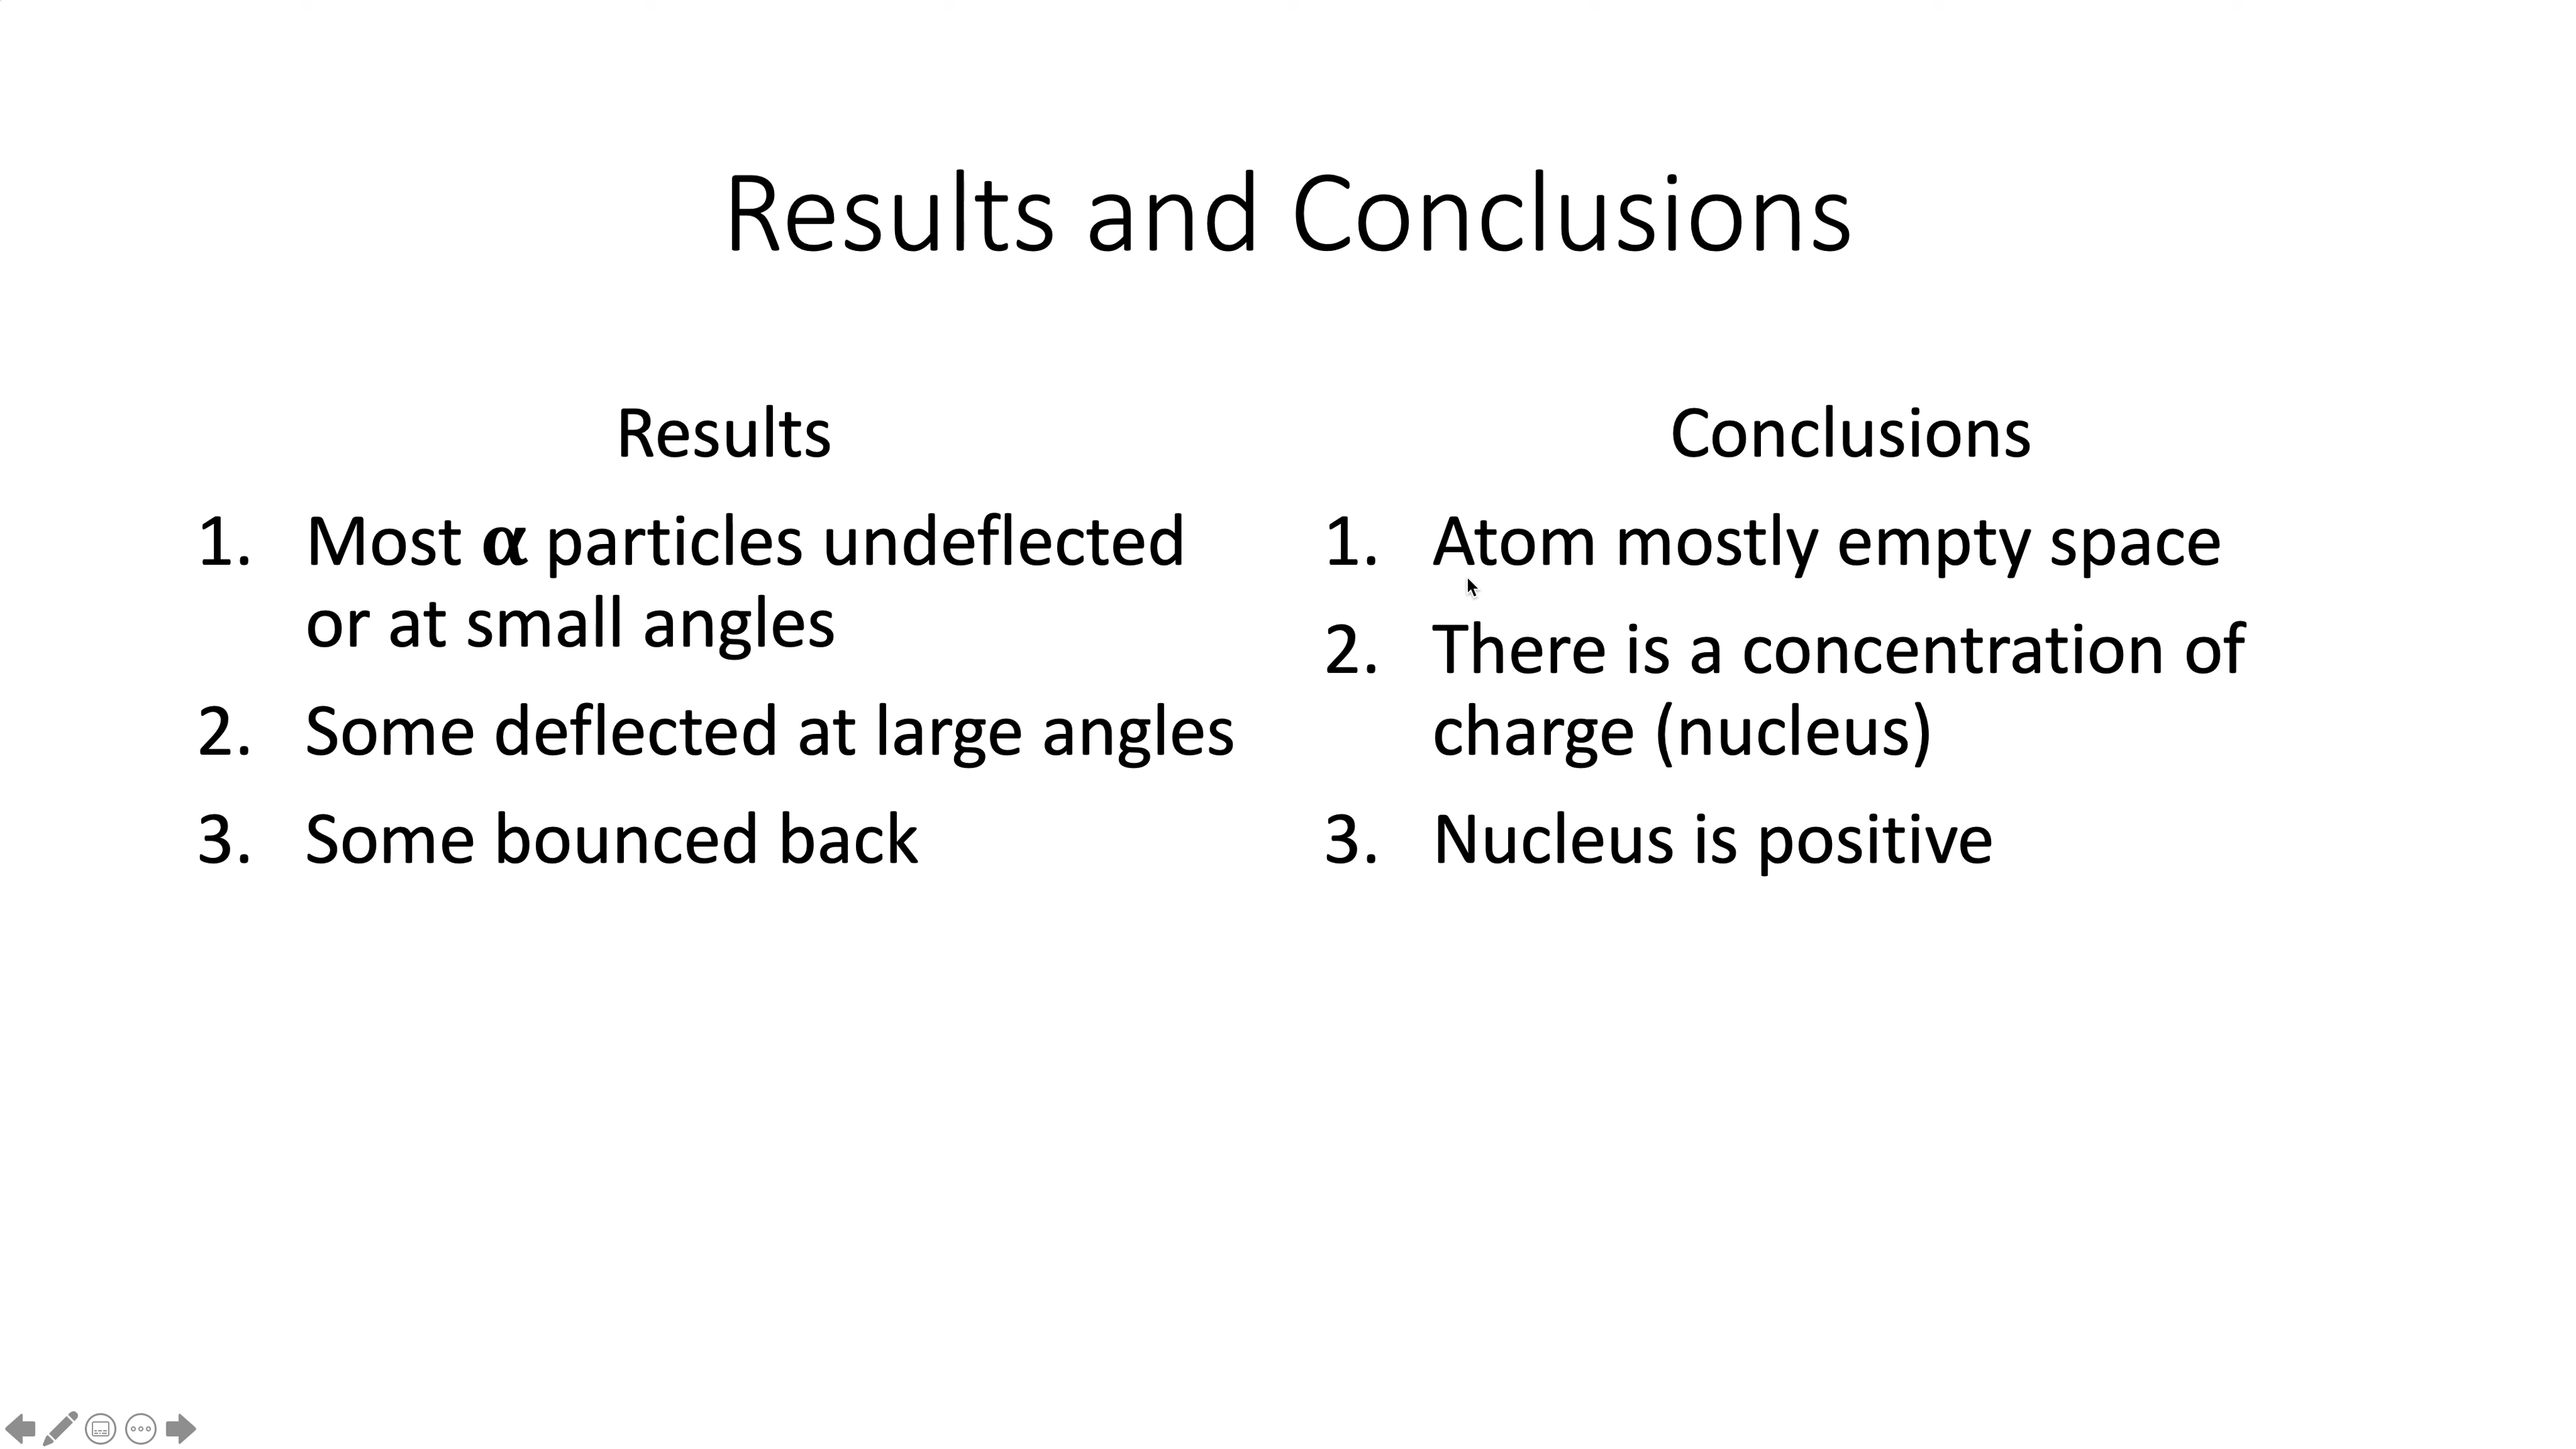 Results and Conclusions
Results
1. Most α particles undeflected
or at small angles
2. Some deflected at large angles
3. Some bounced back
Conclusions
1. Atom mostly empty space
2. There is a concentration of
charge (nucleus)
3. Nucleus is positive